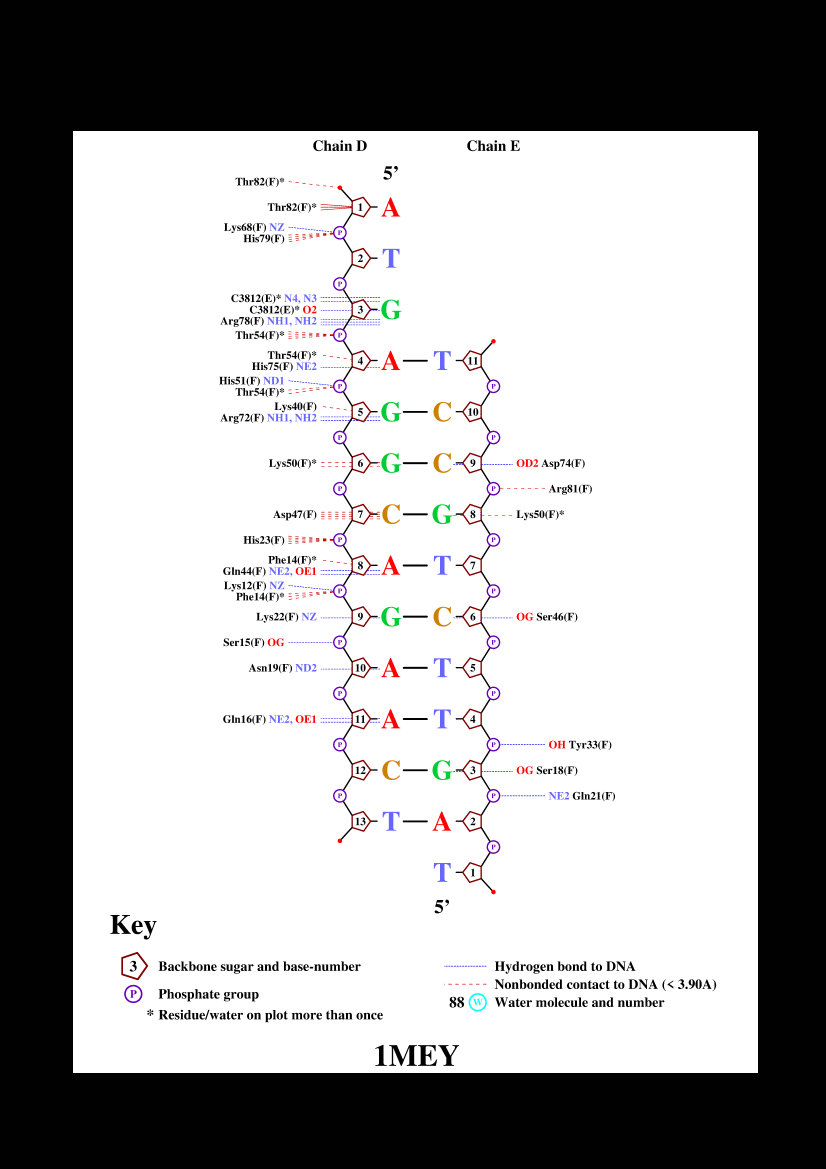 Chain D Chain E
5’
Thr82(F)*
Thr82(F)* 1 A
Lys68(F) NZ P
His79(F)
2 T
P
C3812(E)* N4, N3
C3812(E)* O2 3 G
Arg78(F) NH1, NH2
Thr54(F)* P
Thr54(F)* 4 A T 11
His75(F) NE2
His51(F) ND1 P P
Thr54(F)*
Lys40(F) 5 G C 10
Arg72(F) NH1, NH2
P P
Lys50(F)* 6 G C 9 OD2 Asp74(F)
P P Arg81(F)
Asp47(F) 7 C G 8 Lys50(F)*
His23(F) P P
Phe14(F)* 8 A T 7
Gln44(F) NE2, OE1
Lys12(F) NZ P P
Phe14(F)*
Lys22(F) NZ 9 G C 6 OG Ser46(F)
Ser15(F) OG P P
Asn19(F) ND2 10 A T 5
P P
Gln16(F) NE2, OE1 11 A T 4
P P OH Tyr33(F)
12 C G 3 OG Ser18(F)
P P NE2 Gln21(F)
13 T A 2
P
T 1
5’
Key
3 Backbone sugar and base-number
P Phosphate group
* Residue/water on plot more than once
Hydrogen bond to DNA
Nonbonded contact to DNA (< 3.90A)
88 W Water molecule and number
1MEY